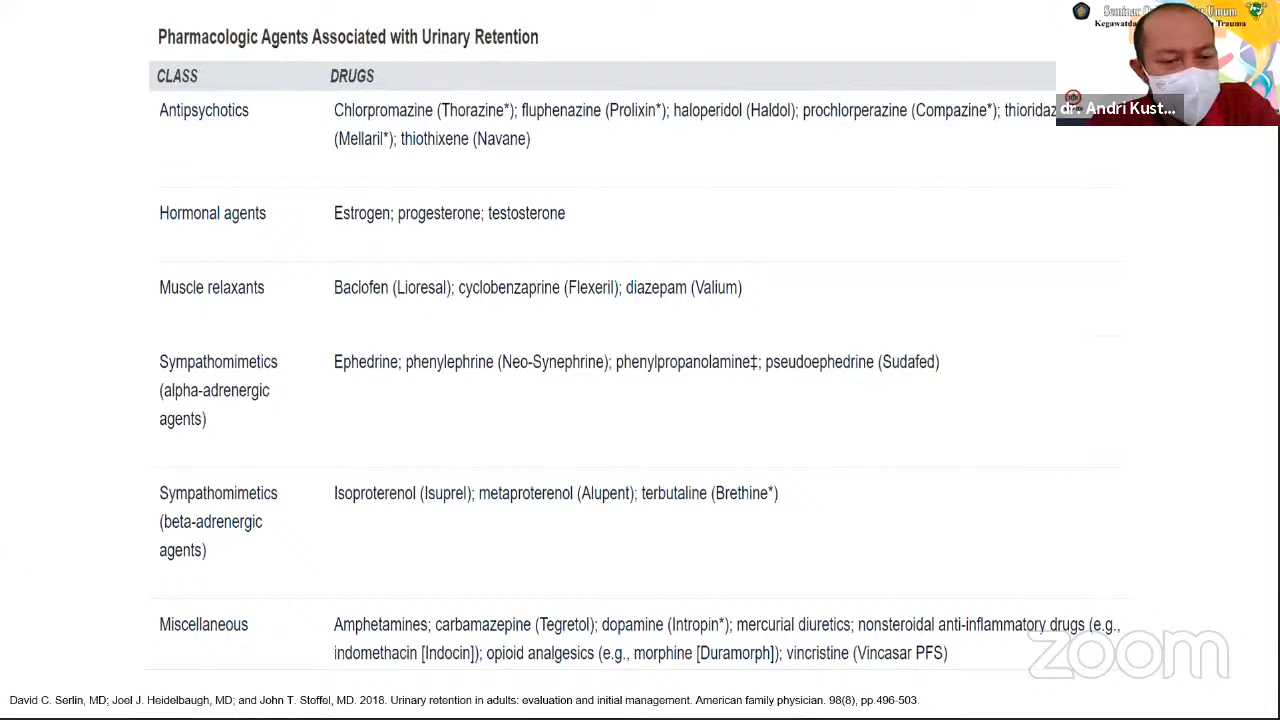 Pharmacologic Agents Associated with Urinary Retention
CLASS DRUGS
Antipsychotics Chlorpromazine (Thorazine*); fluphenazine (Prolixin*); haloperidol (Haldol); prochlorperazine (Compazine*);
(Mellaril*); thiothixene (Navane)
Hormonal agents Estrogen; progesterone; testosterone
Muscle relaxants Baclofen (Lioresal); cyclobenzaprine (Flexeril); diazepam (Valium)
Sympathomimetics Ephedrine; phenylephrine (Neo-Synephrine); phenylpropanolamine‡; pseudoephedrine (Sudafed)
(alpha-adrenergic
agents)
Sympathomimetics Isoproterenol (Isuprel); metaproterenol (Alupent); terbutaline (Brethine*)
(beta-adrenergic
agents)
Miscellaneous Amphetamines; carbamazepine (Tegretol); dopamine (Intropin*); mercurial diuretics; nonsteroidal anti-inflammatory drugs (e.g.,
indomethacin [Indocin]); opioid analgesics (e.g., morphine [Duramorph]); vincristine (Vincasar PFS)
David C. Serlin, MD; Joel J. Heidelbaugh, MD; and John T. Stoffel, MD. 2018. Urinary retention in adults: evaluation and initial management. American family physician. 98(8), pp.496-503.
Seminar Umum
Trauma
dr. Andri Kust...
zoom